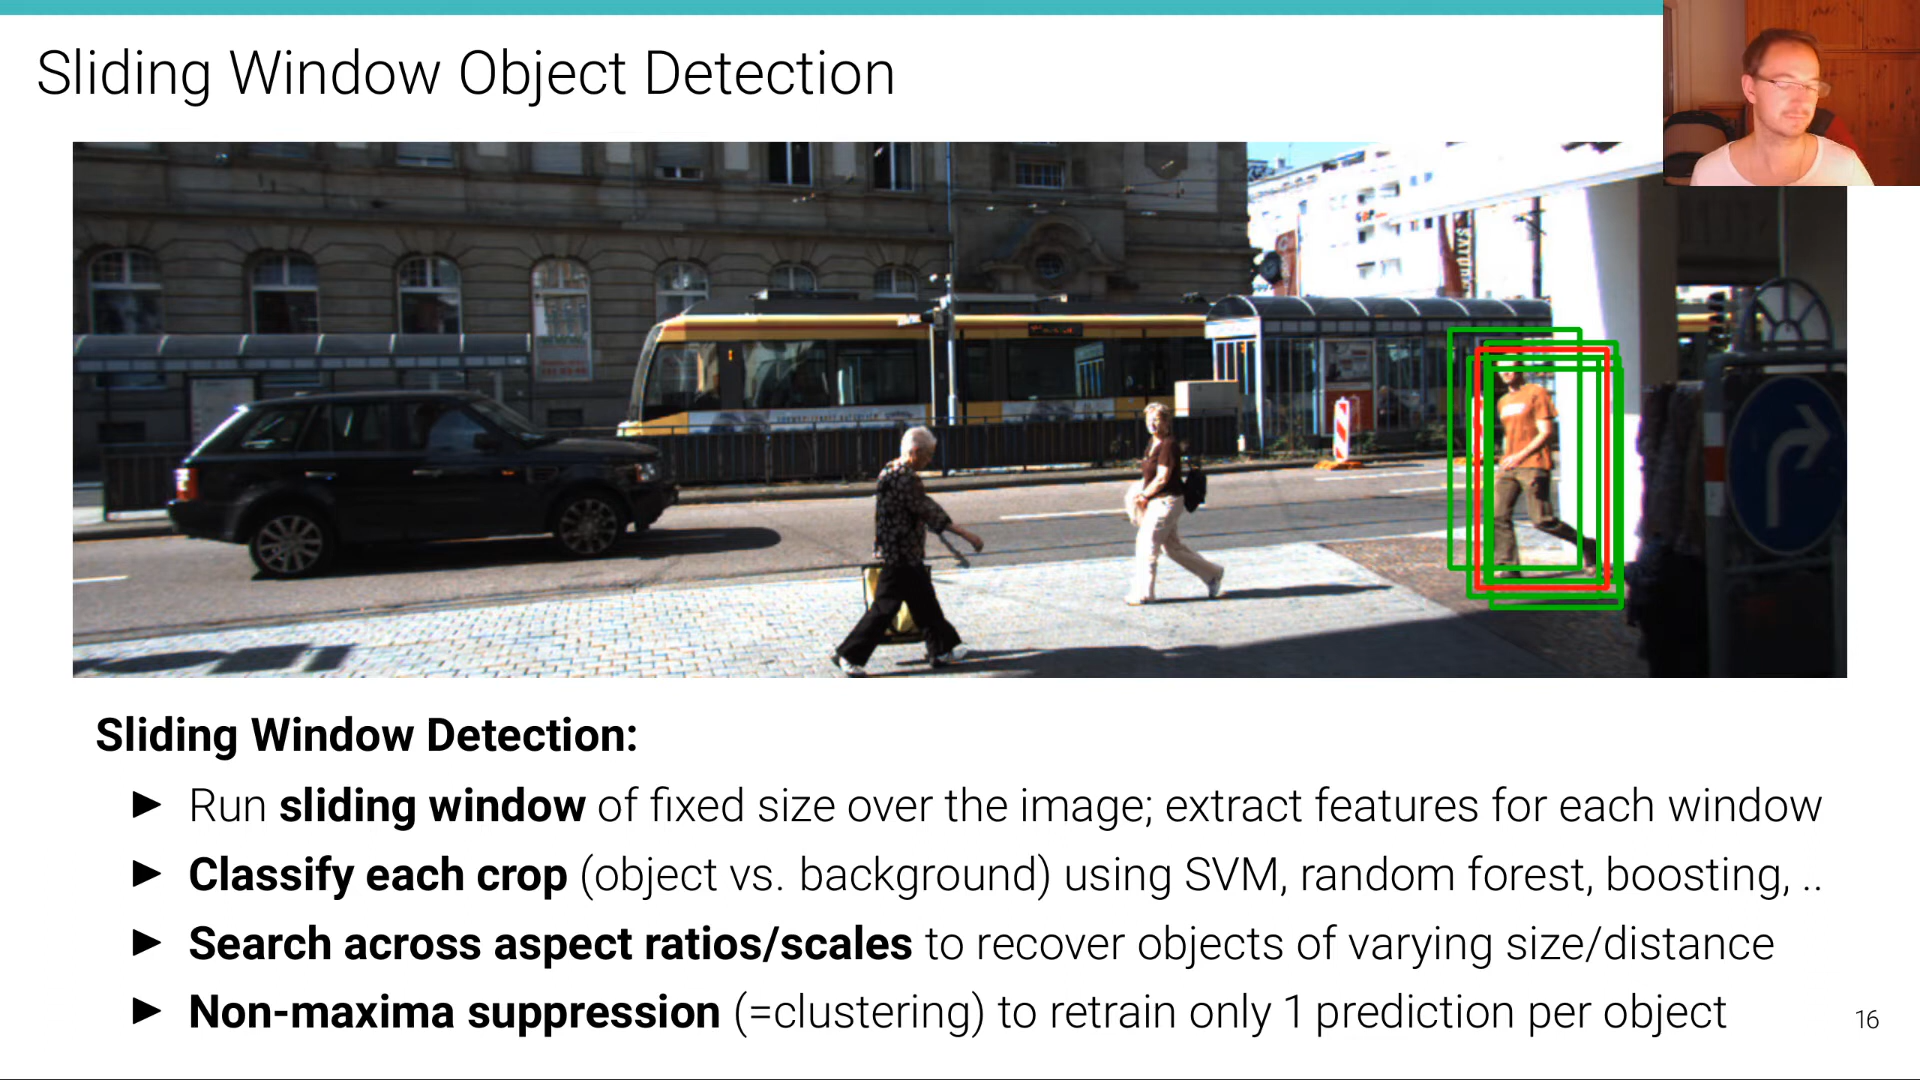 Sliding Window Object Detection
SATURN
Sliding Window Detection:
► Run sliding window of fixed size over the image; extract features for each window
► Classify each crop (object vs. background) using SVM, random forest, boosting, ..
► Search across aspect ratios/scales to recover objects of varying size/distance
► Non-maxima suppression (=clustering) to retrain only 1 prediction per object
16